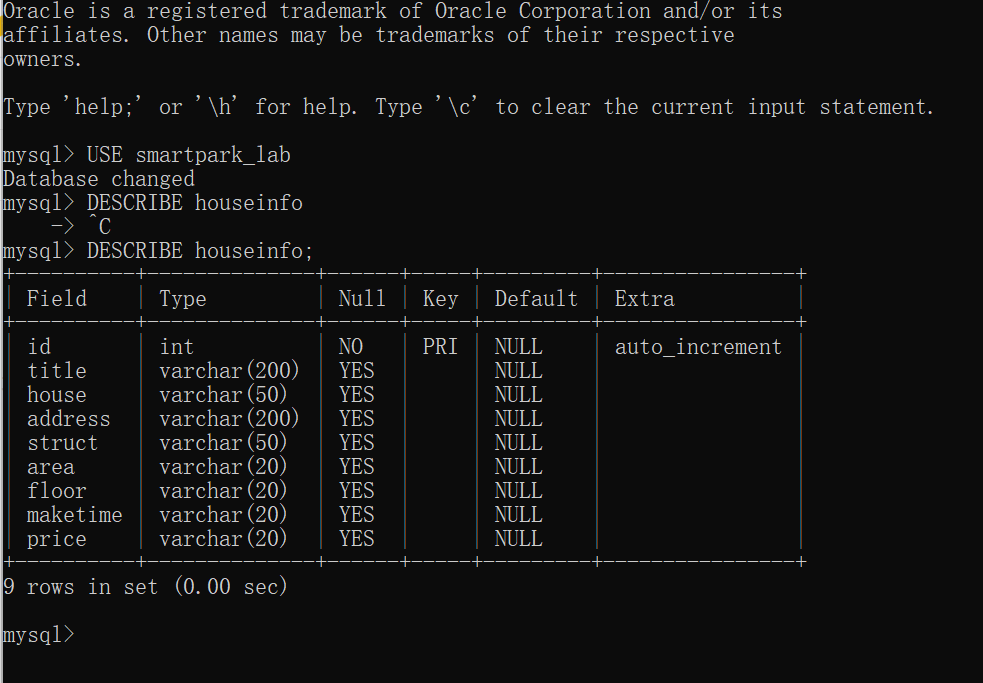 Oracle is a registered trademark of Oracle Corporation and/or its
affiliates. Other names may be trademarks of their respective
owners.
Type 'help;' or '\h' for help. Type '\c' to clear the current input statement.
mysql> USE smartpark_lab
Database changed
mysql> DESCRIBE houseinfo
    -> ^C
mysql> DESCRIBE houseinfo;
+----------+--------------+------+-----+---------+----------------+
| Field    | Type         | Null | Key | Default | Extra          |
+----------+--------------+------+-----+---------+----------------+
| id       | int          | NO   | PRI | NULL    | auto_increment |
| title    | varchar(200) | YES  |     | NULL    |                |
| house    | varchar(50)  | YES  |     | NULL    |                |
| address  | varchar(200) | YES  |     | NULL    |                |
| struct   | varchar(50)  | YES  |     | NULL    |                |
| area     | varchar(20)  | YES  |     | NULL    |                |
| floor    | varchar(20)  | YES  |     | NULL    |                |
| maketime | varchar(20)  | YES  |     | NULL    |                |
| price    | varchar(20)  | YES  |     | NULL    |                |
+----------+--------------+------+-----+---------+----------------+
9 rows in set (0.00 sec)
mysql>